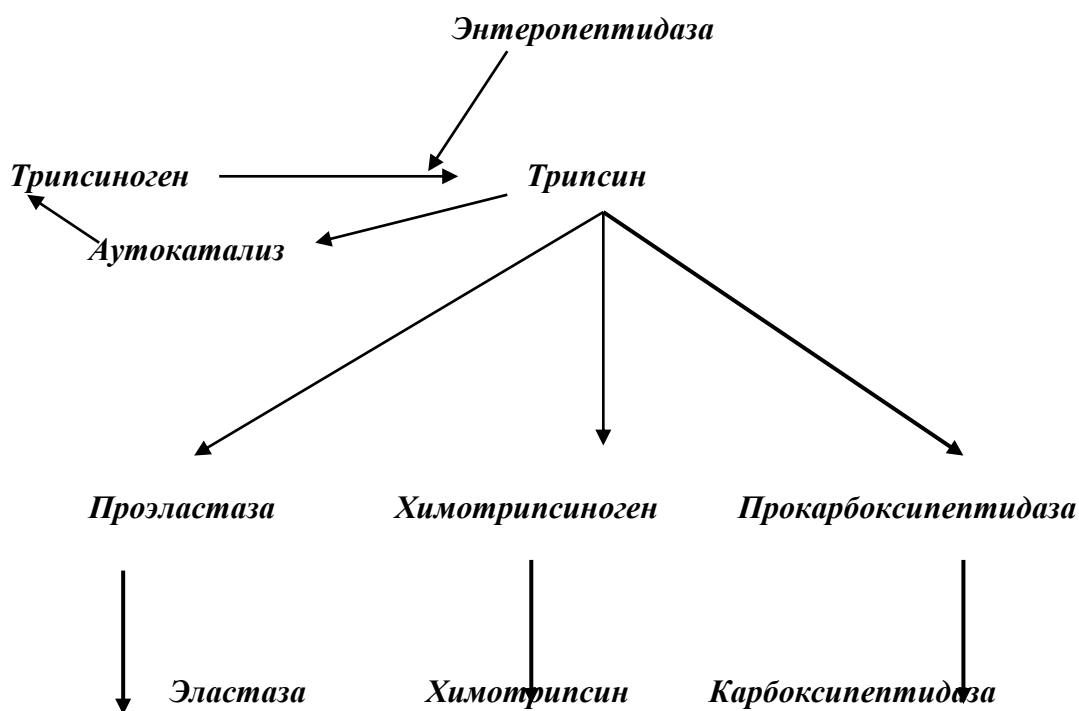 Энтеропептидаза
Трипсиноген Трипсин
Аутокатализ
Проэластаза Химотрипсиноген Прокарбоксипептидаза
Эластаза Химотрипсин Карбоксипептидаза